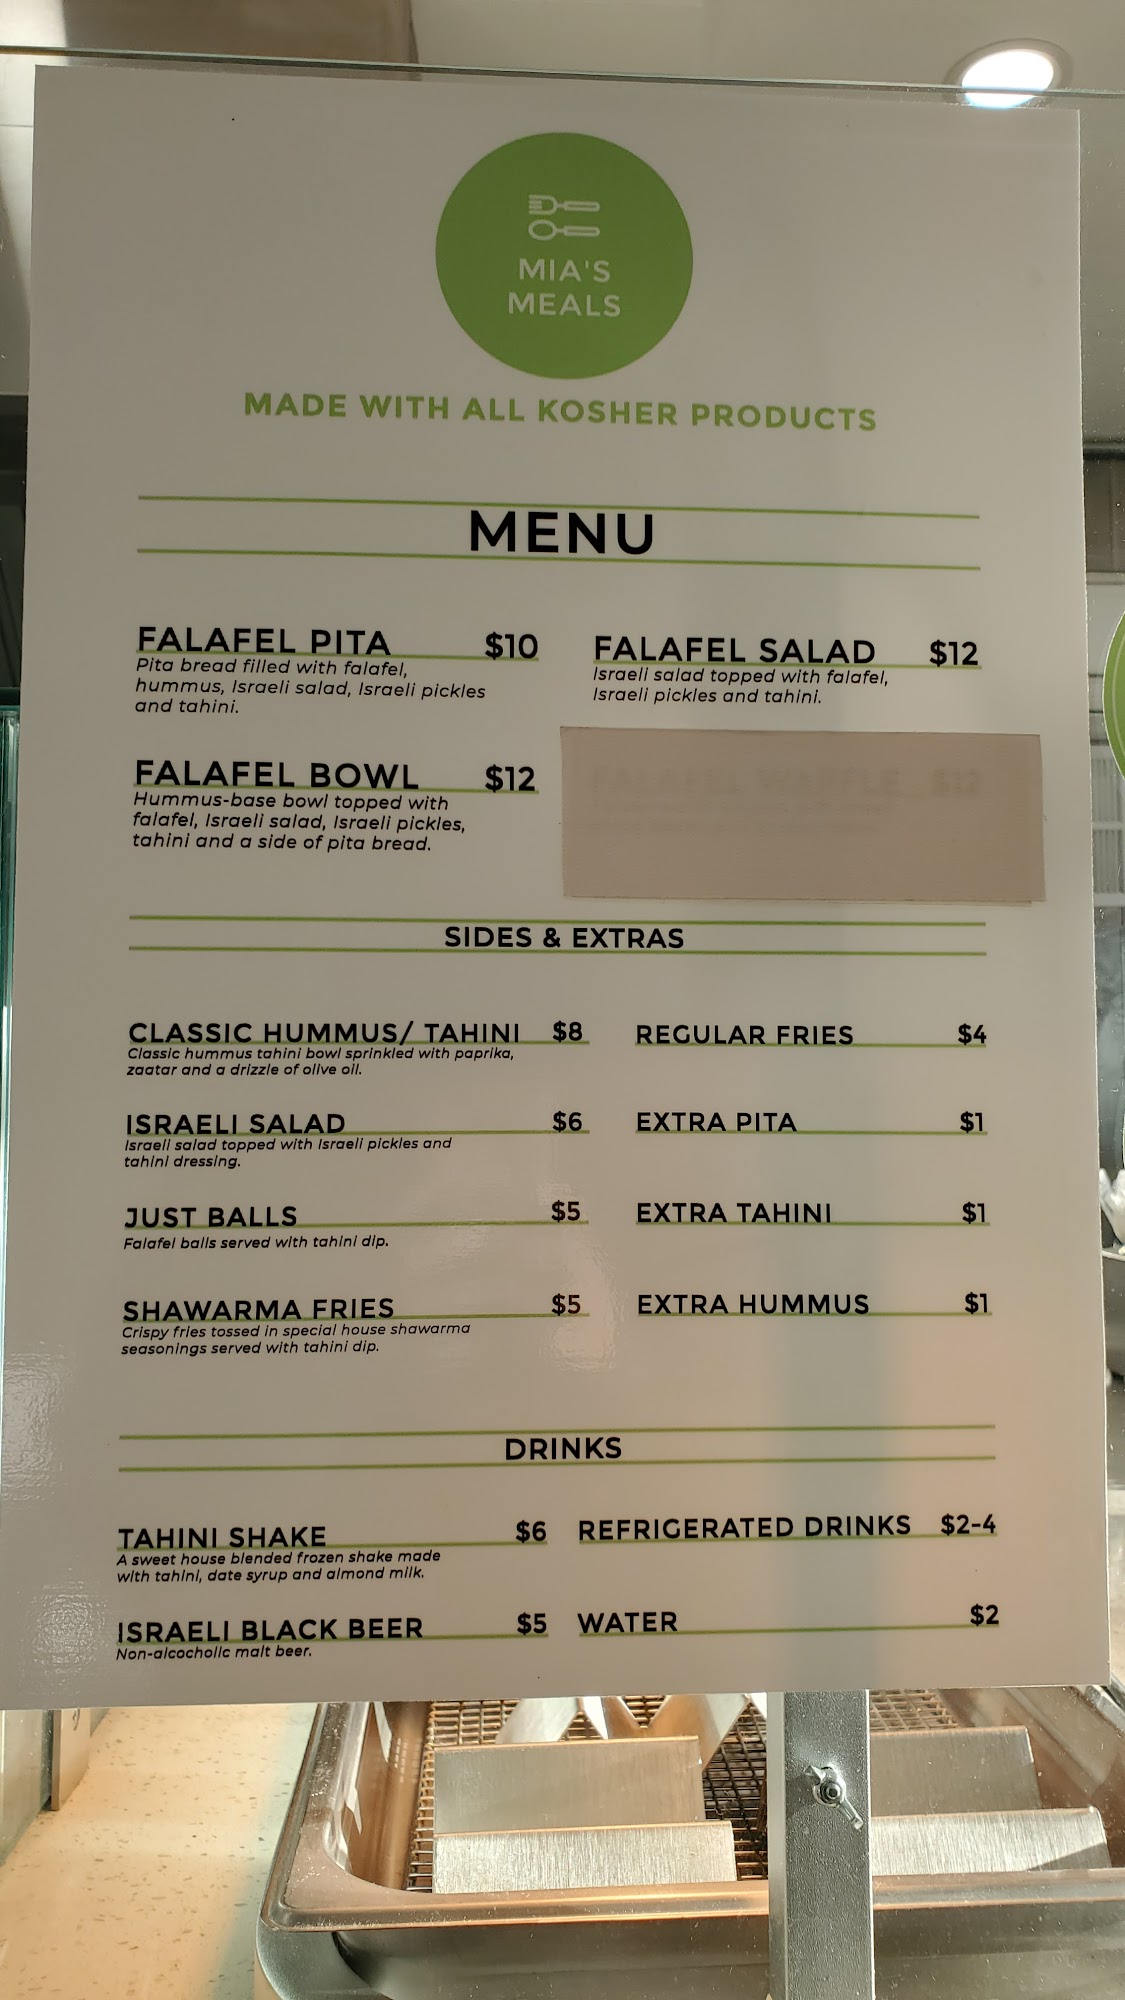 MIA'S
MEALS
MADE WITH ALL KOSHER PRODUCTS
MENU
FALAFEL PITA $10
Pita bread filled with falafel,
hummus, Israeli salad, Israeli pickles
and tahini.
FALAFEL SALAD $12
Israeli salad topped with falafel,
Israeli pickles and tahini.
FALAFEL BOWL $12
Hummus-base bowl topped with
falafel, Israeli salad, Israeli pickles,
tahini and a side of pita bread.
FALAFEL WAFFLE $12
SIDES & EXTRAS
CLASSIC HUMMUS/ TAHINI $8
Classic hummus tahini bowl sprinkled with paprika,
zaatar and a drizzle of olive oil.
REGULAR FRIES $4
ISRAELI SALAD $6
Israeli salad topped with Israeli pickles and
tahini dressing.
EXTRA PITA $1
JUST BALLS $5
Falafel balls served with tahini dip.
EXTRA TAHINI $1
SHAWARMA FRIES $5
Crispy fries tossed in special house shawarma
seasonings served with tahini dip.
EXTRA HUMMUS $1
DRINKS
TAHINI SHAKE $6
A sweet house blended frozen shake made
with tahini, date syrup and almond milk.
REFRIGERATED DRINKS $2-4
ISRAELI BLACK BEER $5
Non-alcocholic malt beer.
WATER $2